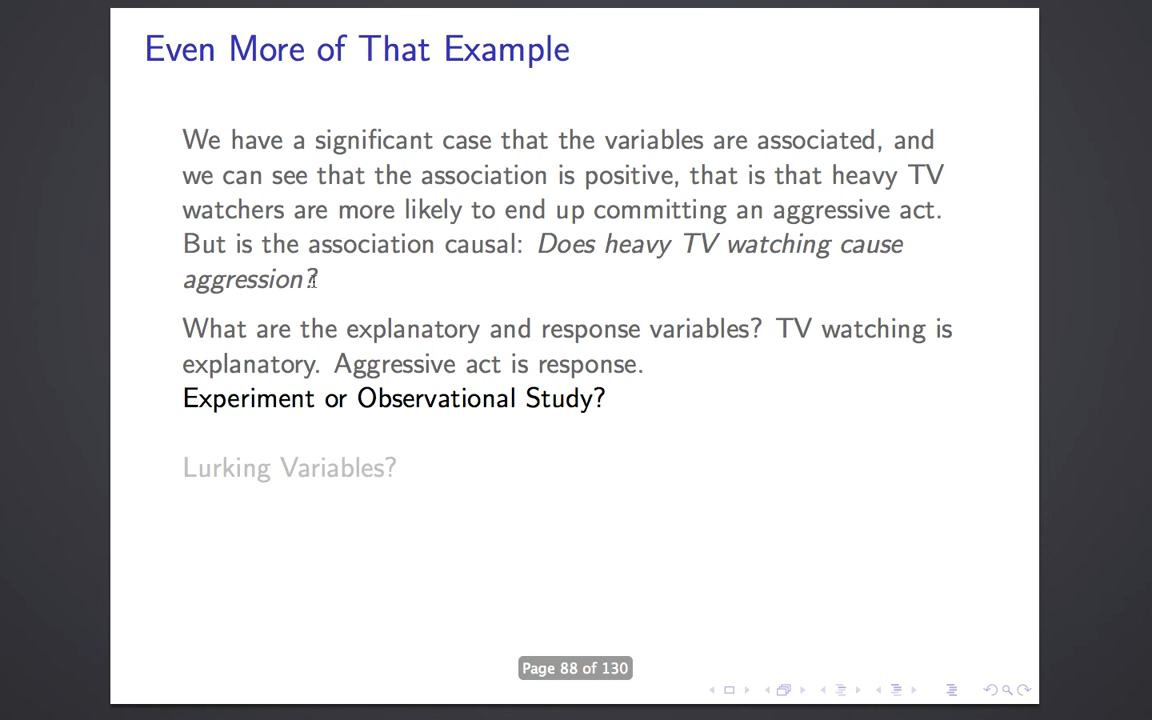 Even More of That Example
We have a significant case that the variables are associated, and
we can see that the association is positive, that is that heavy TV
watchers are more likely to end up committing an aggressive act.
But is the association causal: Does heavy TV watching cause
aggression?
What are the explanatory and response variables? TV watching is
explanatory. Aggressive act is response.
Experiment or Observational Study?
Lurking Variables?
Page 88 of 130